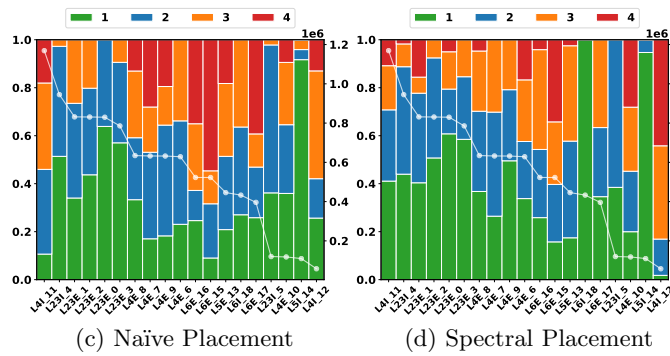 1 2 3 4
1 2 3 4
1.0
0.8
0.6
0.4
0.2
0.0
1e6
1.2
1.0
0.8
0.6
0.4
0.2
L4I_11
L23I_4
L23E_1
L23E_2
L23E_0
L23E_3
L4E_8
L4E_7
L4E_9
L4E_6
L6E_16
L6E_15
L5E_13
L6I_18
L6E_17
L23I_5
L4E_10
L5I_14
L4I_12
1.0
0.8
0.6
0.4
0.2
0.0
1e6
1.2
1.0
0.8
0.6
0.4
0.2
L4I_11
L23I_4
L23E_1
L23E_2
L23E_0
L23E_3
L4E_8
L4E_7
L4E_9
L4E_6
L6E_16
L6E_15
L5E_13
L6I_18
L6E_17
L23I_5
L4E_10
L5I_14
L4I_12
(c) Naïve Placement
(d) Spectral Placement